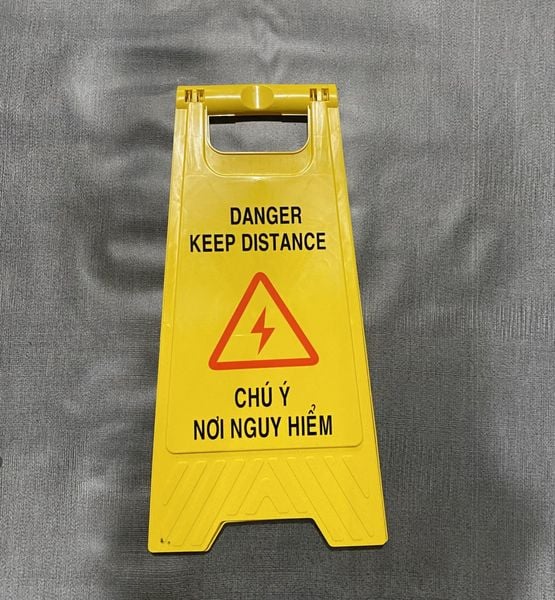 DANGER
KEEP DISTANCE
CHÚ Ý
NƠI NGUY HIỂM